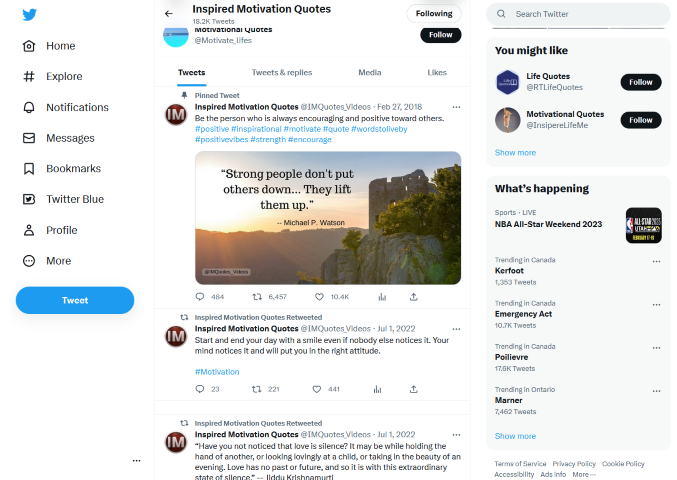 Home
Explore
Notifications
Messages
Bookmarks
Twitter Blue
Profile
More
Tweet
Inspired Motivation Quotes
18.2K Tweets
Following
Motivational Quotes
@Motivate_lifes
Follow
Tweets
Tweets & replies
Media
Likes
Pinned Tweet
Inspired Motivation Quotes @IMQuotes_Videos · Feb 27, 2018
Be the person who is always encouraging and positive toward others.
#positive #inspirational #motivate #quote #wordstoliveby
#positivevibes #strength #encourage
“Strong people don't put
others down... They lift
them up.”
-- Michael P. Watson
@IMQuotes_Videos
484
6,457
10.4K
Inspired Motivation Quotes Retweeted
Inspired Motivation Quotes @IMQuotes_Videos · Jul 1, 2022
Start and end your day with a smile even if nobody else notices it. Your
mind notices it and will put you in the right attitude.
#Motivation
23
221
441
Inspired Motivation Quotes Retweeted
Inspired Motivation Quotes @IMQuotes_Videos · Jul 1, 2022
“Have you not noticed that love is silence? It may be while holding the
hand of another, or looking lovingly at a child, or taking in the beauty of an
evening. Love has no past or future, and so it is with this extraordinary
state of silence.” -- Jiddu Krishnamurti
Search Twitter
You might like
Life Quotes
@RTLifeQuotes
Follow
Motivational Quotes
@InspereLifeMe
Follow
Show more
What’s happening
Sports · LIVE
NBA All-Star Weekend 2023
Trending in Canada
Kerfoot
1,353 Tweets
Trending in Canada
Emergency Act
10.7K Tweets
Trending in Canada
Poilievre
17.6K Tweets
Trending in Ontario
Marner
7,462 Tweets
Show more
Terms of Service Privacy Policy Cookie Policy
Accessibility Ads info More